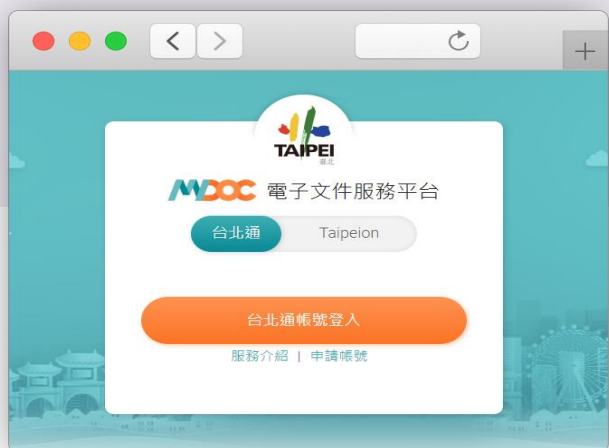 TAIPEI
臺北
MYDOC 電子文件服務平台
台北通 Taipeion
台北通帳號登入
服務介紹 | 申請帳號